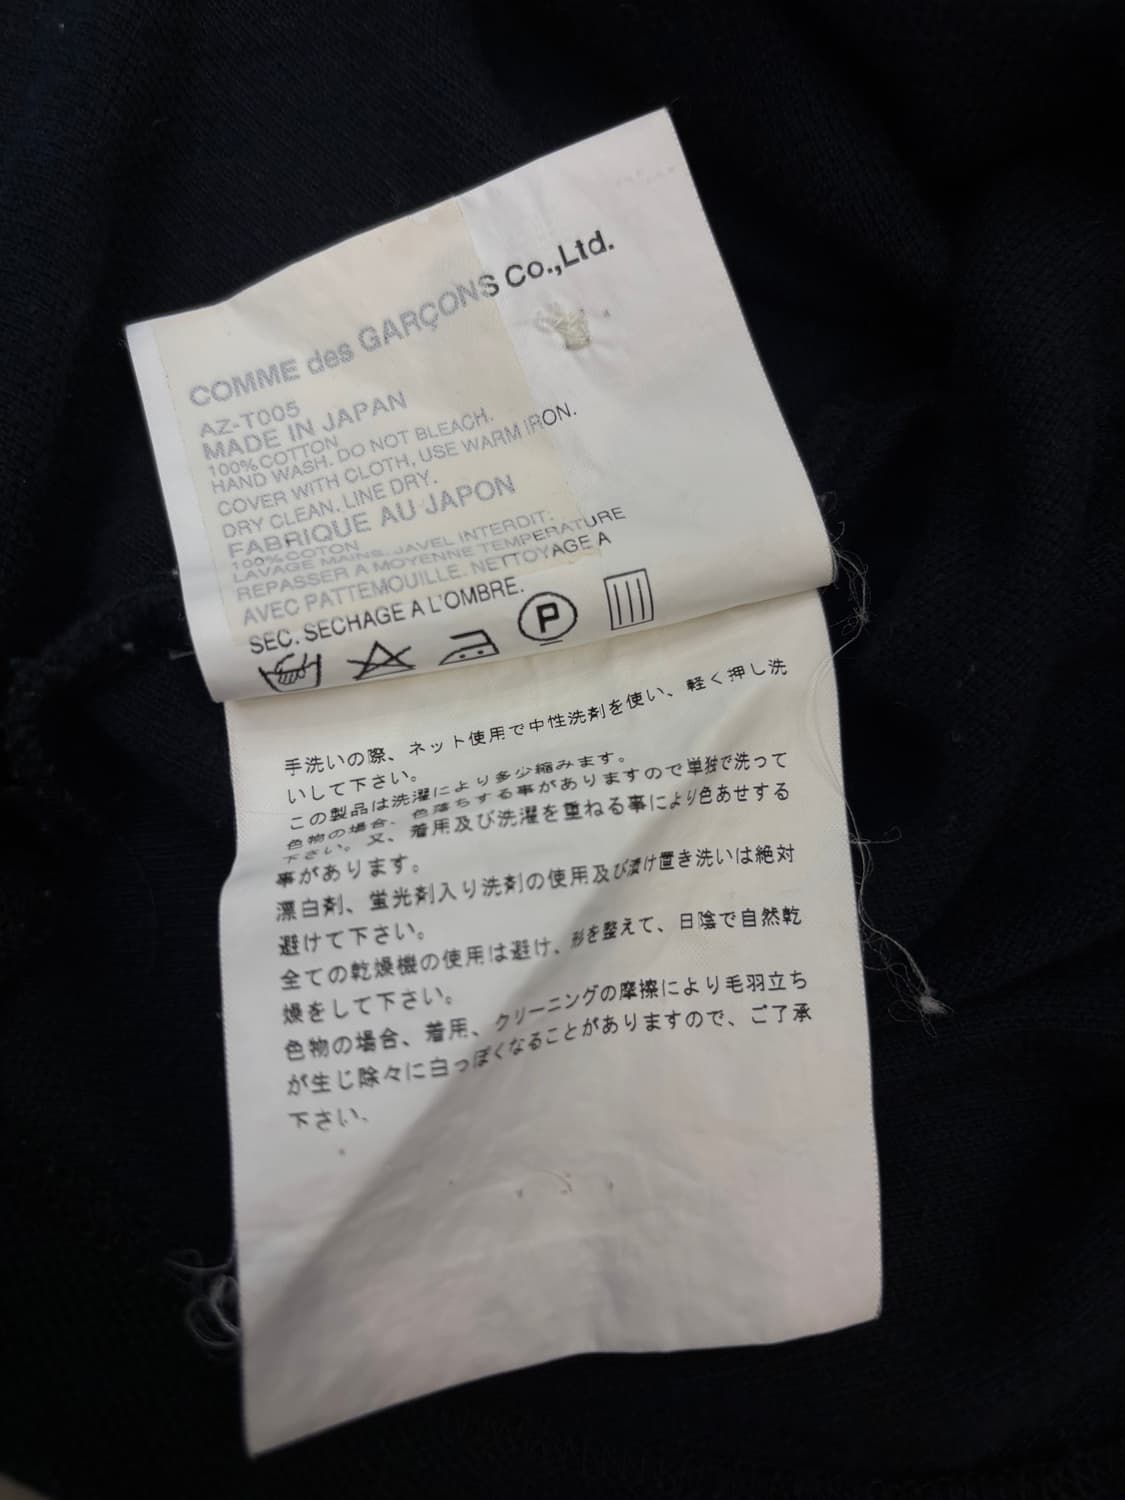 COMME des GARÇONS Co.,Ltd.
AZ-T005
MADE IN JAPAN
100% COTTON
HAND WASH. DO NOT BLEACH.
COVER WITH CLOTH, USE WARM IRON.
DRY CLEAN. LINE DRY.
FABRIQUE AU JAPON
100% COTON
LAVAGE MAINS. JAVEL INTERDIT.
REPASSER A MOYENNE TEMPERATURE
AVEC PATTEMOUILLE. NETTOYAGE A
SEC. SECHAGE A L'OMBRE.
P
手洗いの際、ネット使用で中性洗剤を使い、軽く押し洗
いして下さい。
この製品は洗濯により多少縮みます。
色物の場合、色落ちする事がありますので単独で洗って
下さい。又、着用及び洗濯を重ねる事により色あせする
事があります。
漂白剤、蛍光剤入り洗剤の使用及び漬け置き洗いは絶対
避けて下さい。
全ての乾燥機の使用は避け、形を整えて、日陰で自然乾
燥をして下さい。
色物の場合、着用、クリーニングの摩擦により毛羽立ち
が生じ除々に白っぽくなることがありますので、ご了承
下さい、